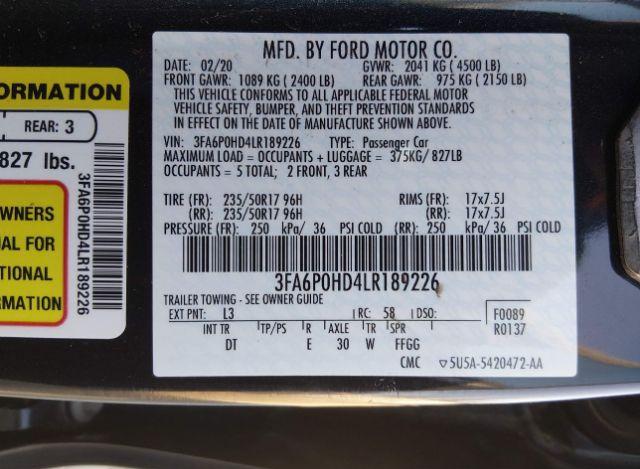 MFD. BY FORD MOTOR CO.
DATE: 02/20 GVWR: 2041 KG ( 4500 LB)
FRONT GAWR: 1089 KG ( 2400 LB) REAR GAWR: 975 KG ( 2150 LB)
THIS VEHICLE CONFORMS TO ALL APPLICABLE FEDERAL MOTOR
VEHICLE SAFETY, BUMPER, AND THEFT PREVENTION STANDARDS
IN EFFECT ON THE DATE OF MANUFACTURE SHOWN ABOVE.
VIN: 3FA6P0HD4LR189226 TYPE: Passenger Car
MAXIMUM LOAD = OCCUPANTS + LUGGAGE = 375KG/ 827LB
OCCUPANTS = 5 TOTAL; 2 FRONT, 3 REAR
TIRE (FR): 235/50R17 96H RIMS (FR): 17x7.5J
(RR): 235/50R17 96H (RR): 17x7.5J
PRESSURE (FR): 250 kPa/ 36 PSI COLD (RR): 250 kPa/ 36 PSI COLD
3FA6P0HD4LR189226
TRAILER TOWING - SEE OWNER GUIDE
EXT PNT: L3 RC: 58 DSO: F0089
INT TR TP/PS R AXLE TR SPR R0137
DT E 30 W FFGG
CMC ▽5U5A-5420472-AA
ORMATION
REAR: 3
827 lbs.
WNERS
UAL FOR
TIONAL
RMATION
3FA6P0HD4LR189226